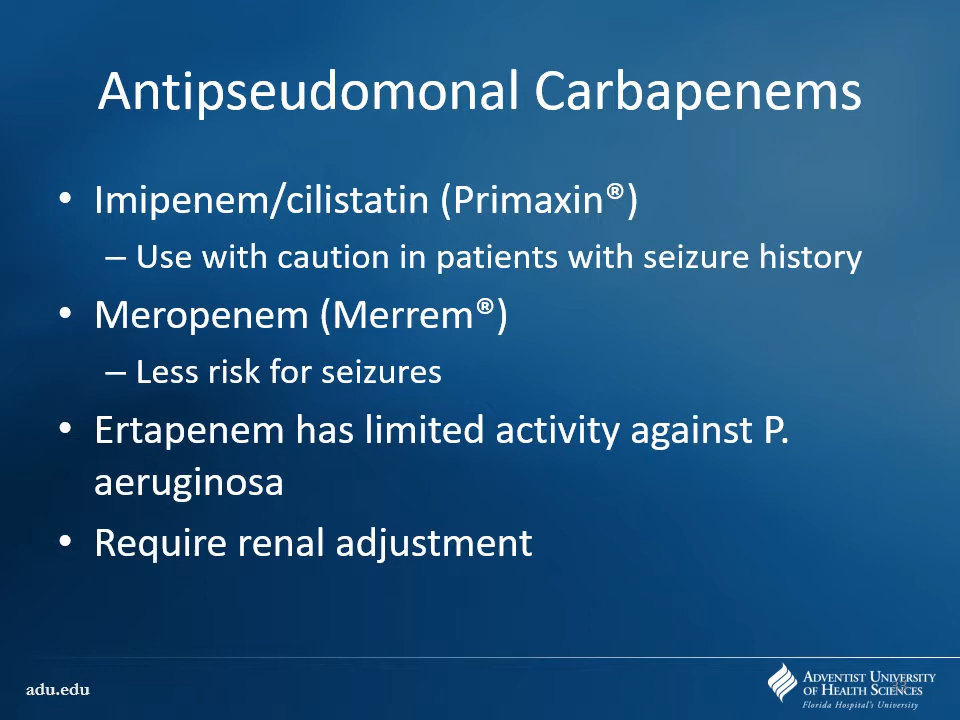 Antipseudomonal Carbapenems
• Imipenem/cilistatin (Primaxin®)
– Use with caution in patients with seizure history
• Meropenem (Merrem®)
– Less risk for seizures
• Ertapenem has limited activity against P.
aeruginosa
• Require renal adjustment
adu.edu
ADVENTIST UNIVERSITY
OF HEALTH SCIENCES
Florida Hospital's University